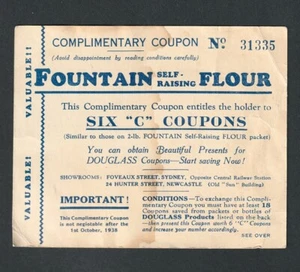 COMPLIMENTARY COUPON No 31335
(Avoid disappointment by reading conditions carefully)
FOUNTAIN SELF-RAISING FLOUR
This Complimentary Coupon entitles the holder to
SIX "C" COUPONS
(Similar to those on 2-lb. FOUNTAIN Self-Raising FLOUR packet)
You can obtain Beautiful Presents for
DOUGLASS Coupons—Start saving Now!
SHOWROOMS: FOVEAUX STREET, SYDNEY, Opposite Central Railway Station
24 HUNTER STREET, NEWCASTLE (Old "Sun" Building)
IMPORTANT!
This Complimentary Coupon
is not negotiable after the
1st October, 1938
CONDITIONS—To exchange this Compli-
mentary Coupon you must have at least 18
Coupons saved from packets or bottles of
DOUGLASS Products listed on the back
—then present this coupon worth 6 "C" Coupons
and increase your number accordingly.
SEE OVER
VALUABLE!
VALUABLE!!